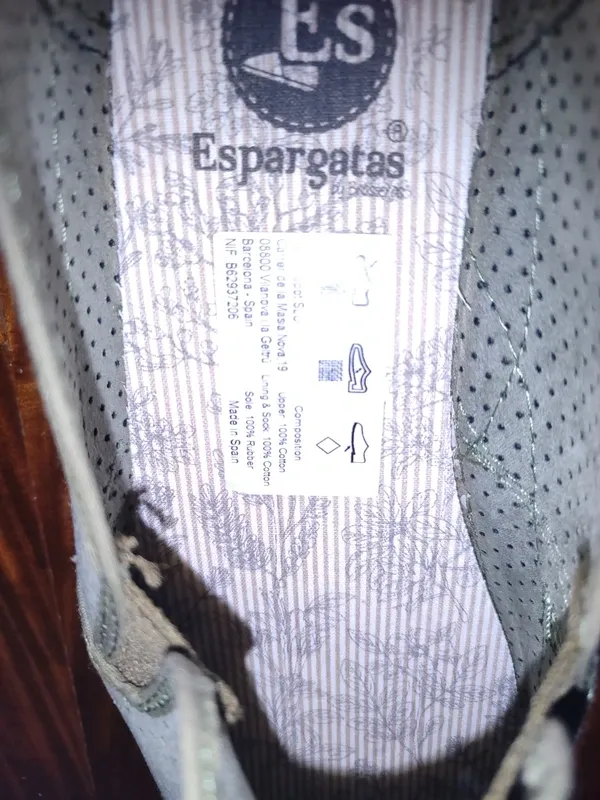 Es
Espargatas
®
Carrer de la Masia Nova 19
08800 Vilanova i la Geltrú
Barcelona - Spain
NIF. B62937206
Composition
Upper 100% Cotton
Lining & Sock 100% Cotton
Sole 100% Rubber
Made in Spain